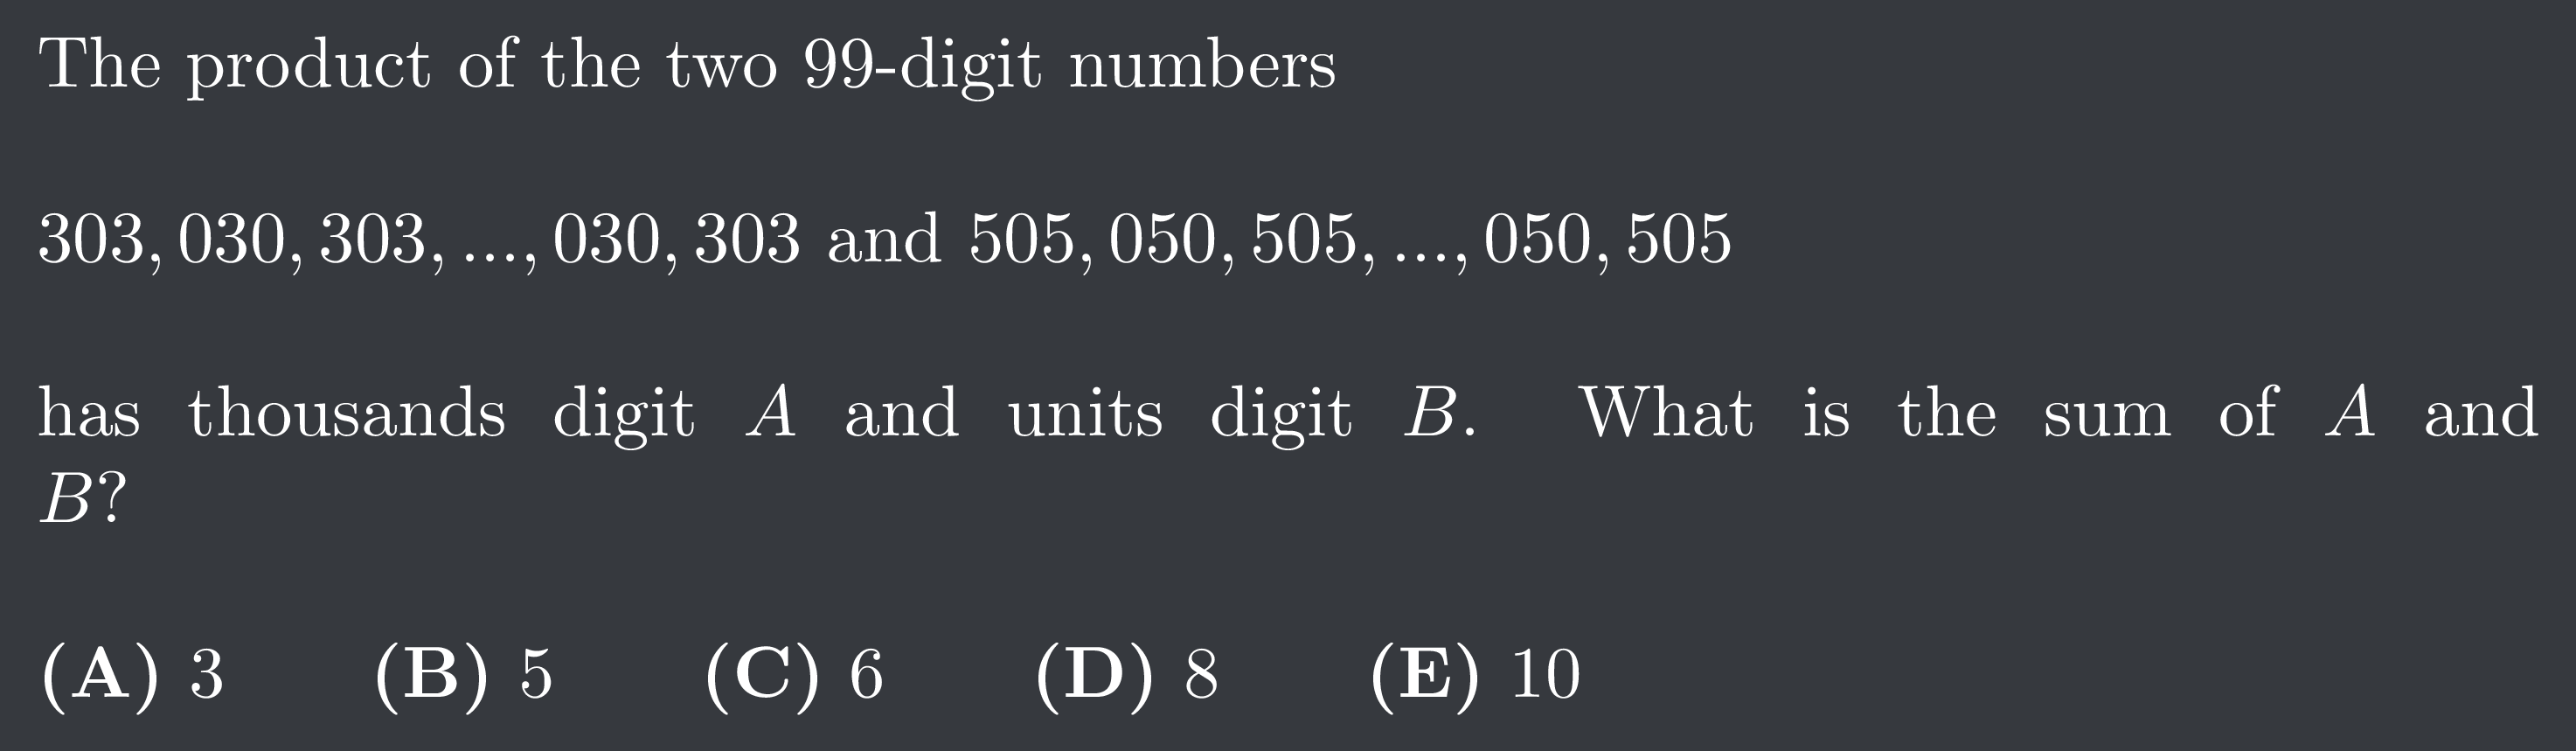 The product of the two 99-digit numbers
303, 030, 303, ..., 030, 303 and 505, 050, 505, ..., 050, 505
has thousands digit A and units digit B. What is the sum of A and
B?
(A) 3 (B) 5 (C) 6 (D) 8 (E) 10